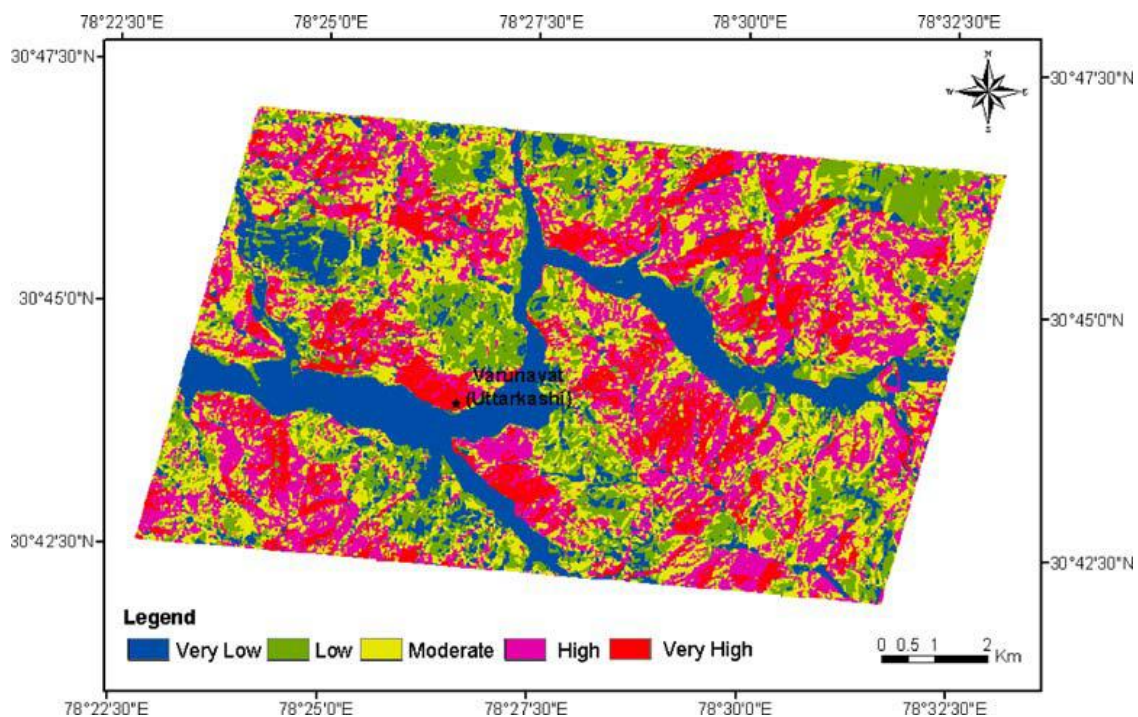 78°22'30"E 78°25'0"E 78°27'30"E 78°30'0"E 78°32'30"E
30°47'30"N
30°47'30"N
N
W E
S
30°45'0"N
30°45'0"N
Varunavat
(Uttarkashi)
30°42'30"N
30°42'30"N
Legend
Very Low Low Moderate High Very High
0 0.5 1 2
Km
78°22'30"E 78°25'0"E 78°27'30"E 78°30'0"E 78°32'30"E